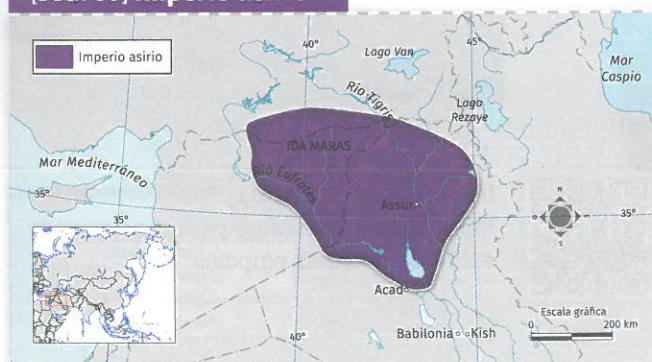 Imperio asirio
40°
Lago Van
45°
Mar
Caspio
Río Tigris
Lago
Rezaye
IDA MARAS
Mar Mediterráneo
Río Eufrates
35°
35°
Assur
35°
N
O
E
S
Acad
Escala gráfica
0
200 km
40°
Babilonia
Kish